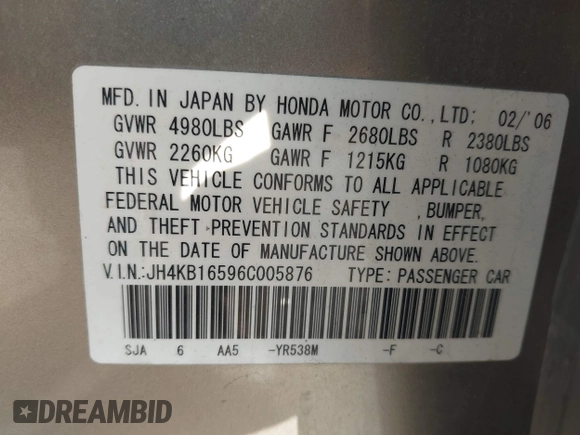 MFD. IN JAPAN BY HONDA MOTOR CO.,LTD; 02/'06
GVWR 4980LBS GAWR F 2680LBS R 2380LBS
GVWR 2260KG GAWR F 1215KG R 1080KG
THIS VEHICLE CONFORMS TO ALL APPLICABLE
FEDERAL MOTOR VEHICLE SAFETY , BUMPER,
AND THEFT PREVENTION STANDARDS IN EFFECT
ON THE DATE OF MANUFACTURE SHOWN ABOVE.
V.I.N.:JH4KB16596C005876 TYPE: PASSENGER CAR
SJA 6 AA5 -YR538M -F -C
DREAMBID